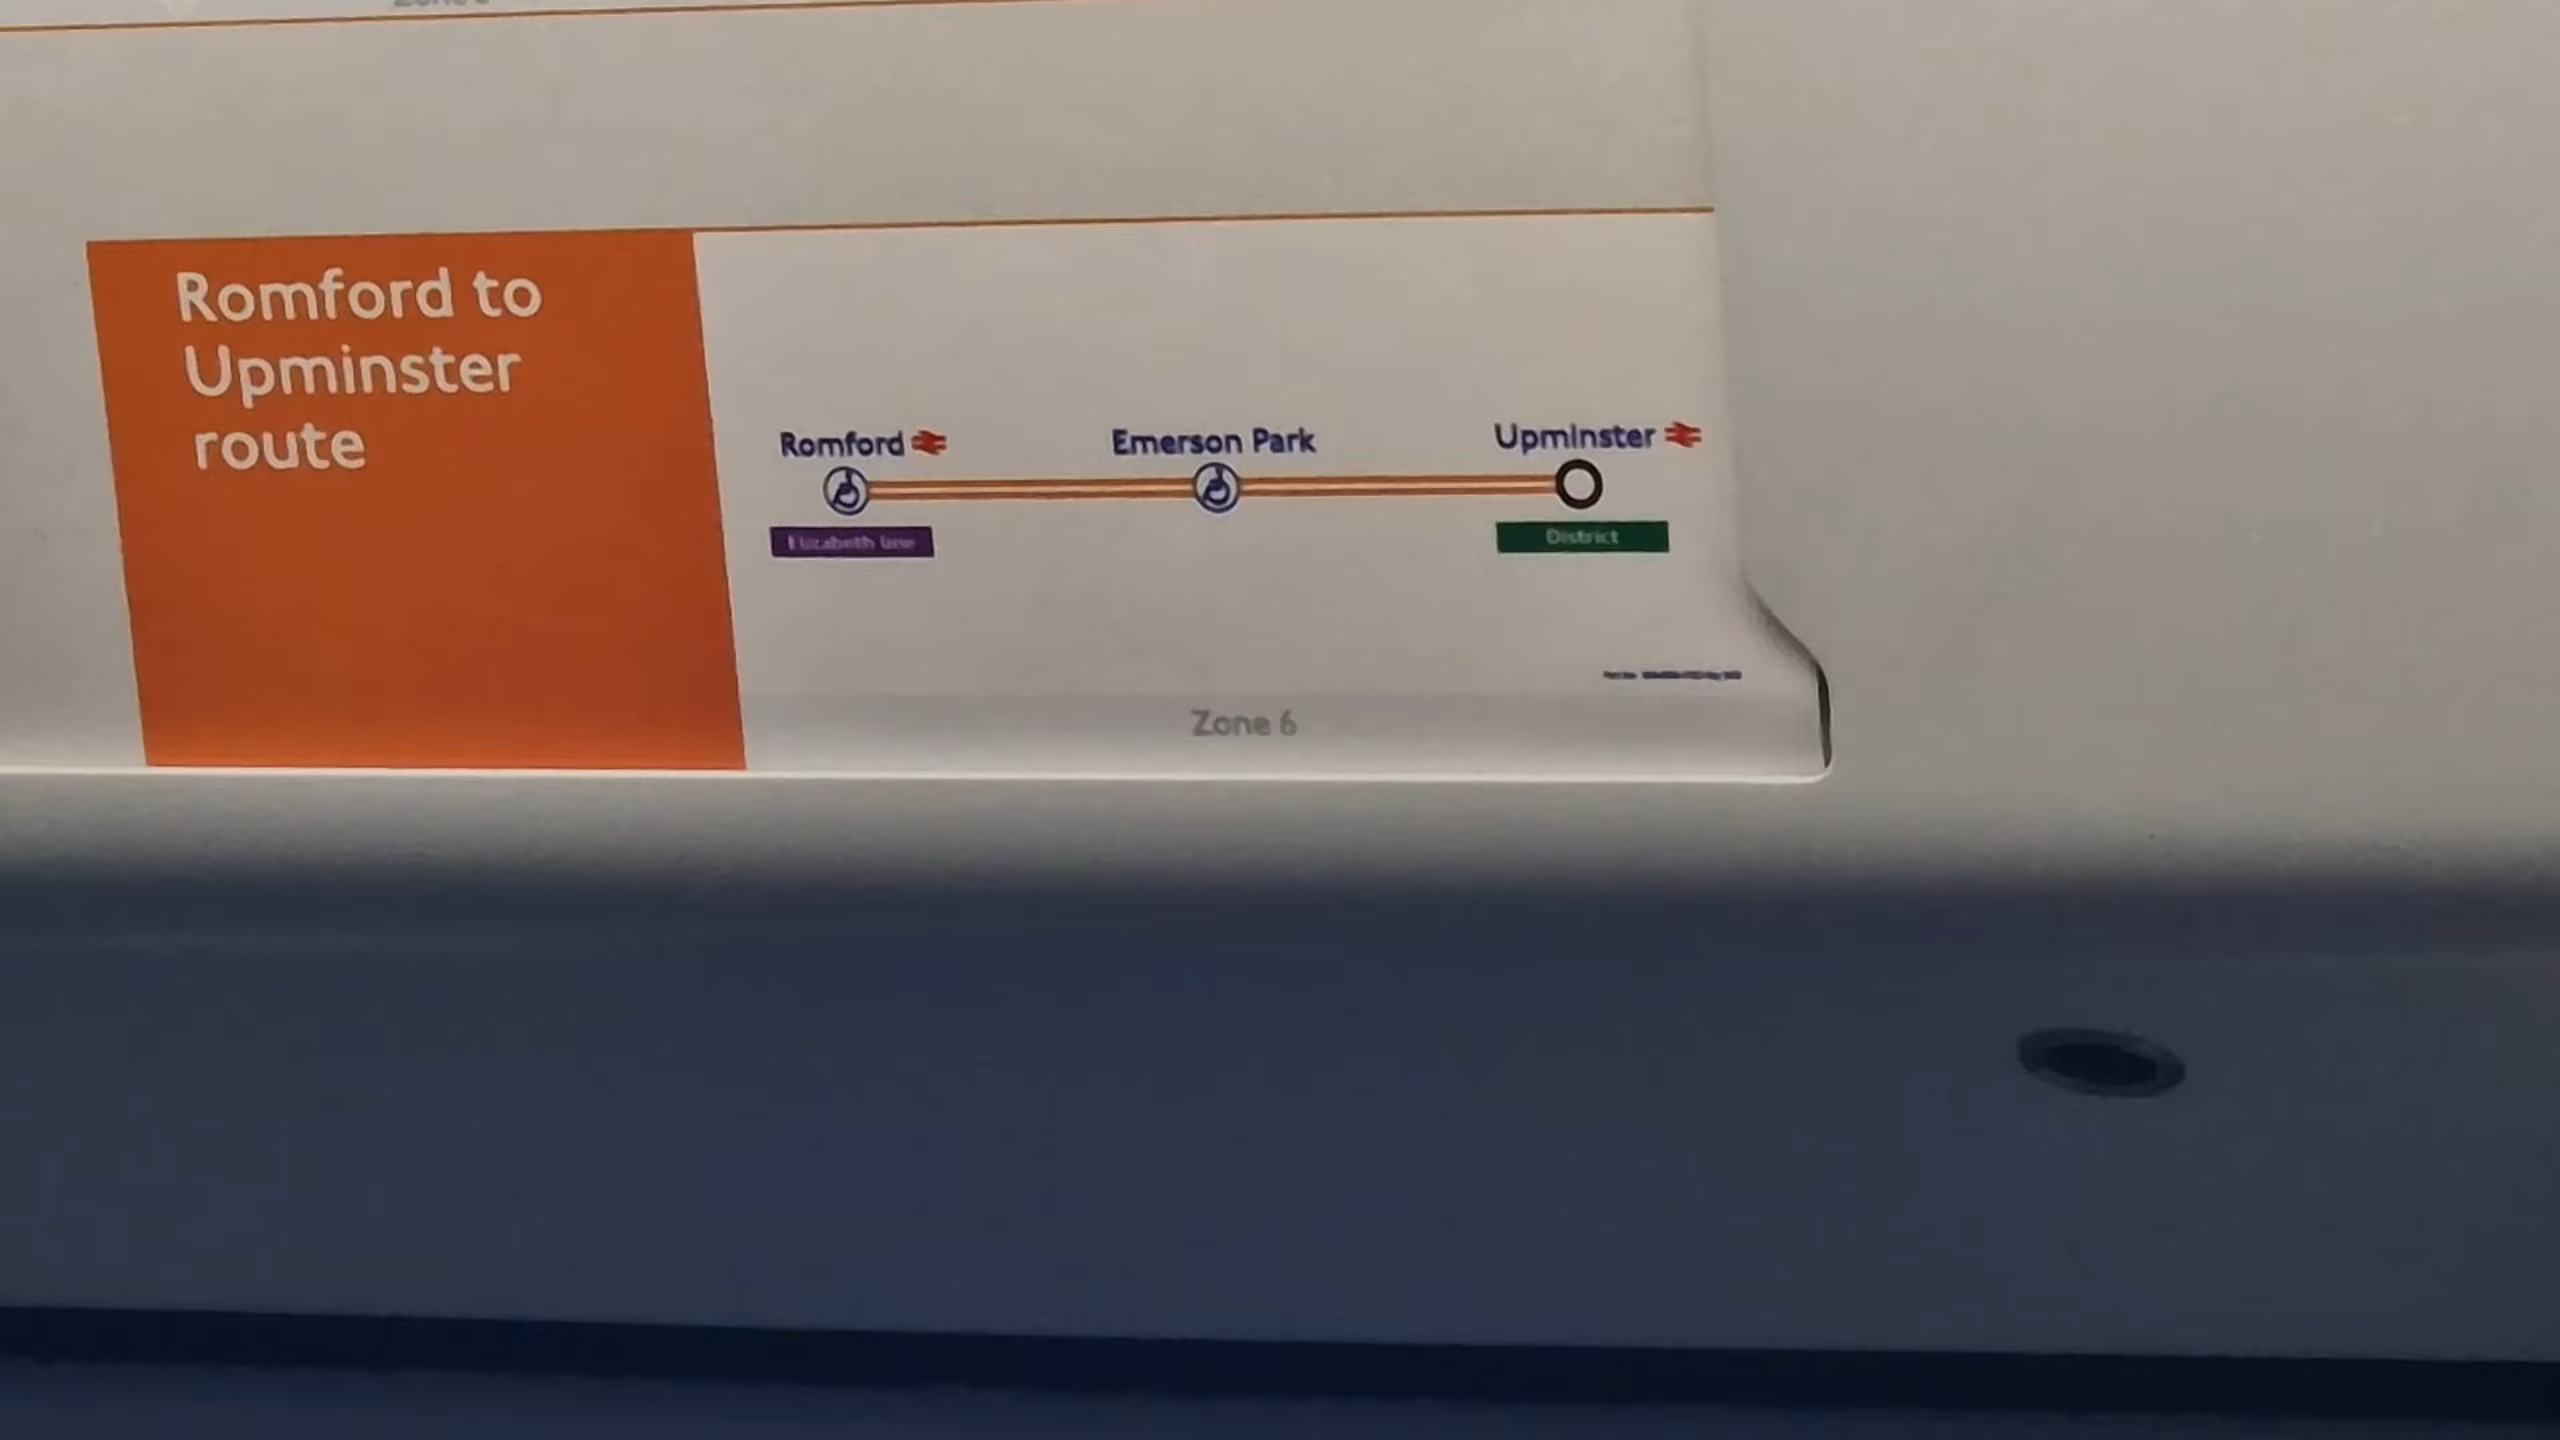 Romford to
Upminster
route
Romford
Emerson Park
Upminster
Elizabeth line
District
Zone 6